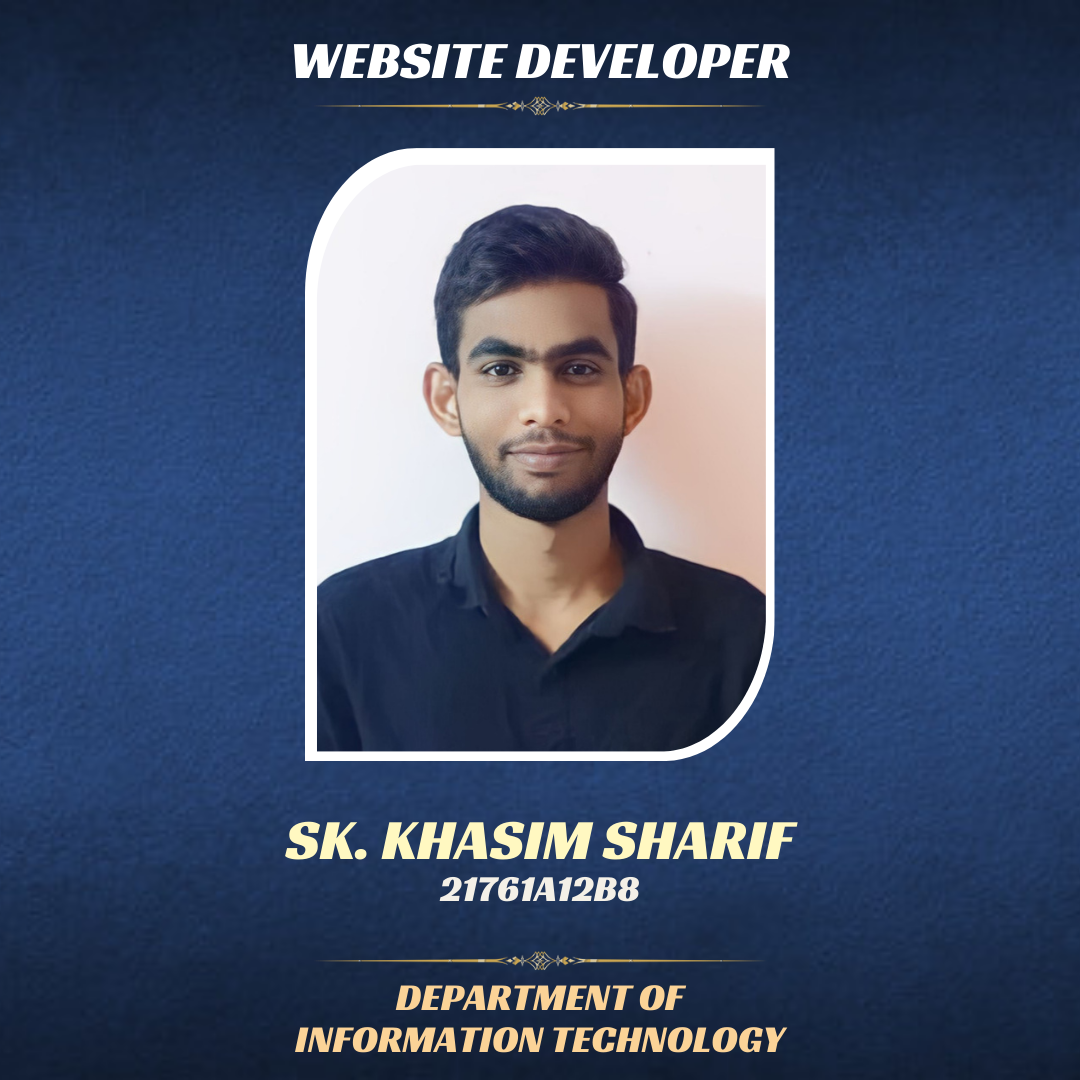 WEBSITE DEVELOPER
SK. KHASIM SHARIF
21761A12B8
DEPARTMENT OF
INFORMATION TECHNOLOGY